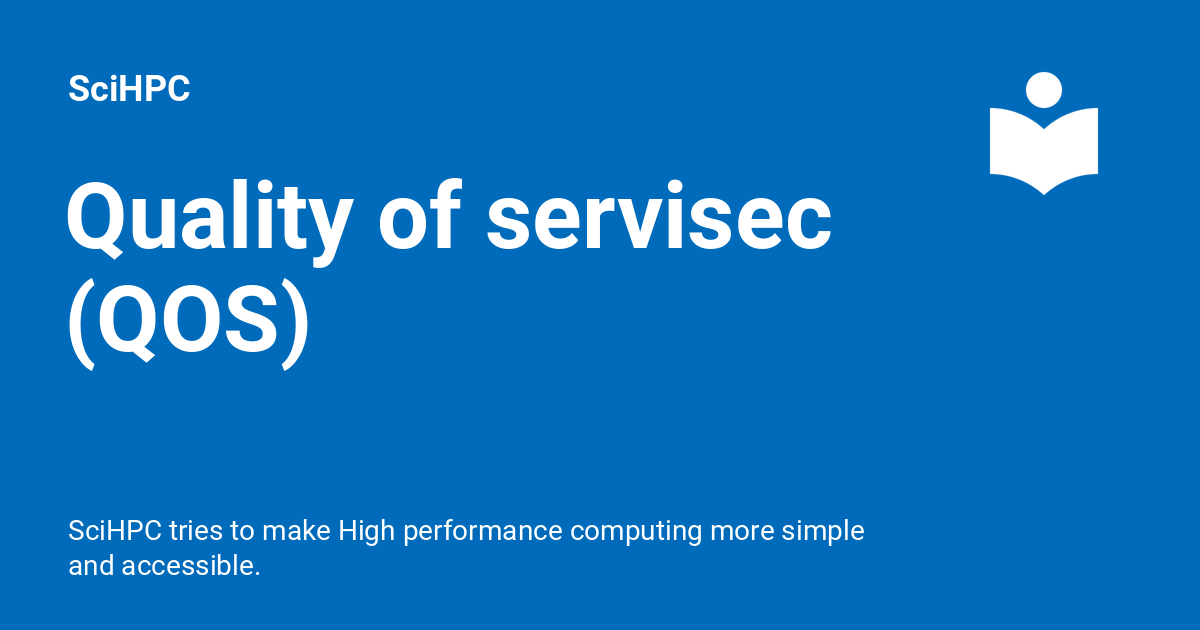 SciHPC
Quality of servisec
(QOS)
SciHPC tries to make High performance computing more simple
and accessible.